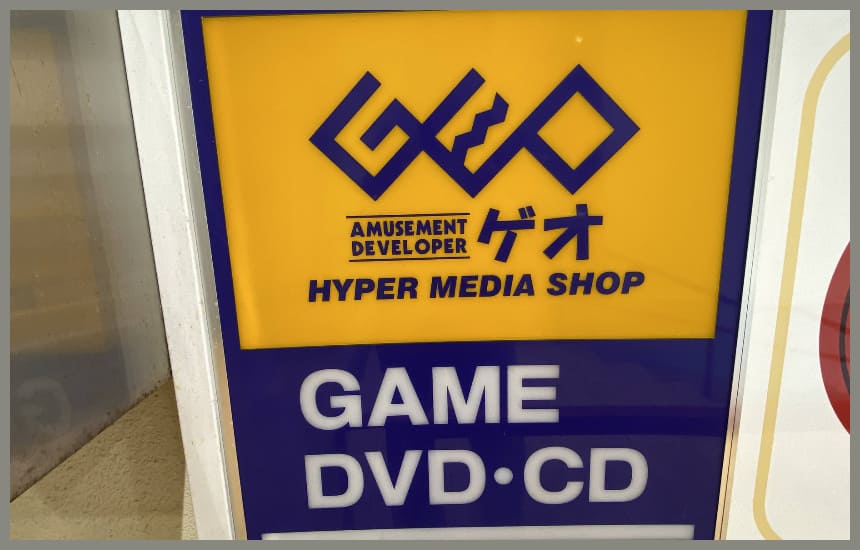 GEO
AMUSEMENT
DEVELOPER
ゲオ
HYPER MEDIA SHOP
GAME
DVD・CD